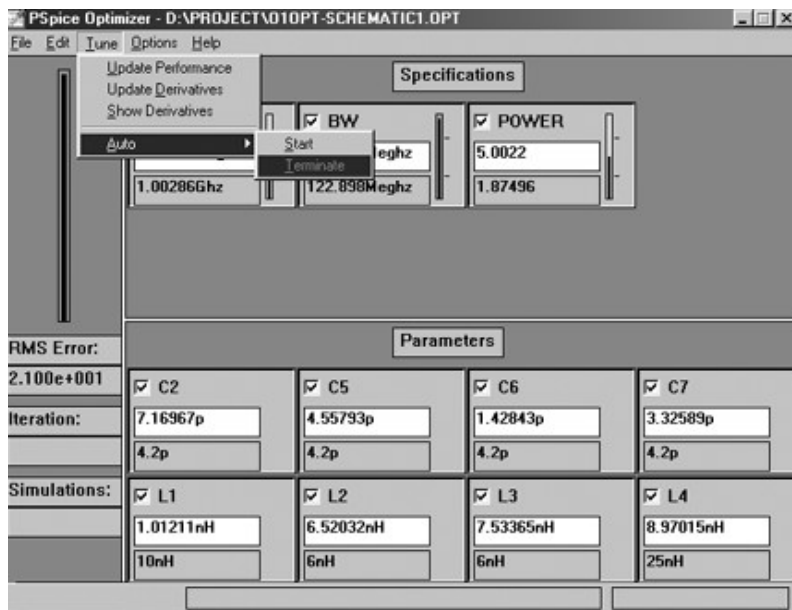 PSpice Optimizer - D:\PROJECT\O1OPT-SCHEMATIC1.OPT
File Edit Tune Options Help
Update Performance
Update Derivatives
Show Derivatives
Auto
Start
Terminate
Specifications
BW
POWER
eghz
5.0022
1.00286Ghz
122.898Meghz
1.87496
RMS Error:
2.100e+001
Iteration:
Simulations:
Parameters
C2
C5
C6
C7
7.16967p
4.55793p
1.42843p
3.32589p
4.2p
4.2p
4.2p
4.2p
L1
L2
L3
L4
1.01211nH
6.52032nH
7.53365nH
8.97015nH
10nH
6nH
6nH
25nH